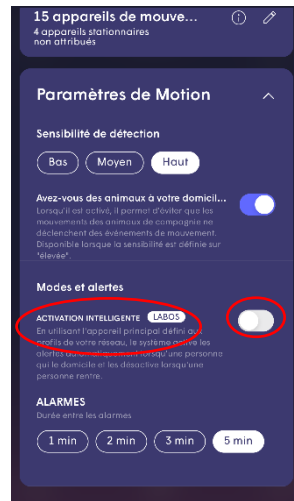 15 appareils de mouve...
4 appareils stationnaires
non attribués
Paramètres de Motion
Sensibilité de détection
Bas Moyen Haut
Avez-vous des animaux à votre domicil...
Lorsqu'il est activé, il permet d'éviter que les
mouvements des animaux de compagnie ne
déclenchent des événements de mouvement.
Disponible lorsque la sensibilité est définie sur
"élevée".
Modes et alertes
ACTIVATION INTELLIGENTE LABOS
En utilisant l'appareil principal défini aux
profils de votre réseau, le système active les
alertes automatiquement lorsqu'une personne
qui le domicile et les désactive lorsqu'une
personne rentre.
ALARMES
Durée entre les alarmes
1 min 2 min 3 min 5 min